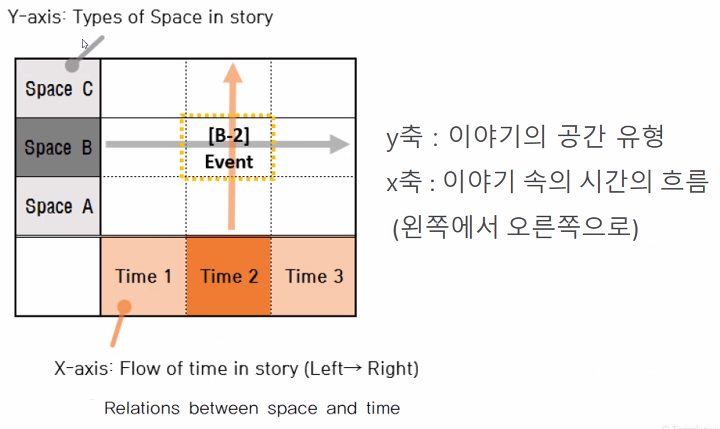 Y-axis: Types of Space in story
Space C
Space B
Space A
[B-2]
Event
Time 1
Time 2
Time 3
X-axis: Flow of time in story (Left→ Right)
Relations between space and time
y축 : 이야기의 공간 유형
x축 : 이야기 속의 시간의 흐름
(왼쪽에서 오른쪽으로)